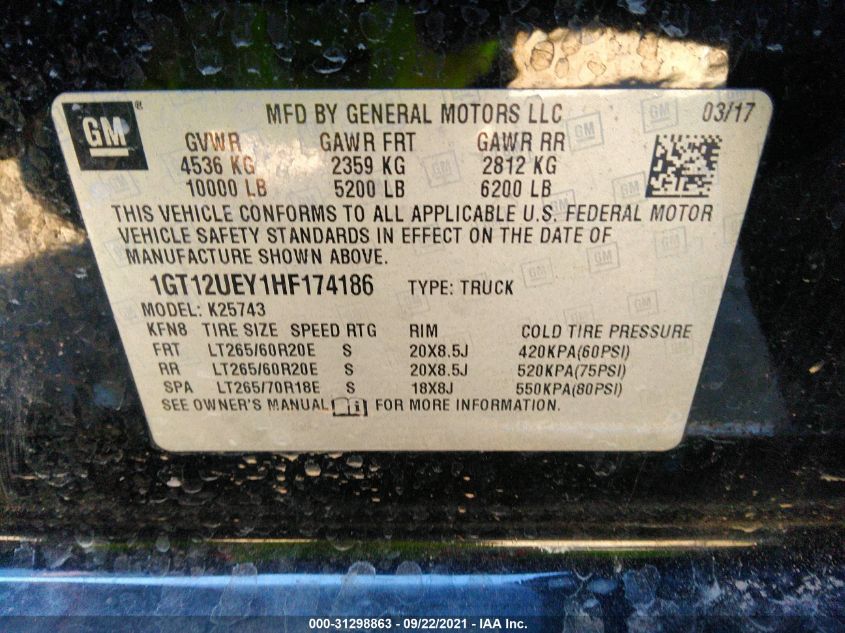 GM ®
MFD BY GENERAL MOTORS LLC 03/17
GVWR GAWR FRT GAWR RR
4536 KG 2359 KG 2812 KG
10000 LB 5200 LB 6200 LB
THIS VEHICLE CONFORMS TO ALL APPLICABLE U.S. FEDERAL MOTOR
VEHICLE SAFETY STANDARDS IN EFFECT ON THE DATE OF
MANUFACTURE SHOWN ABOVE.
1GT12UEY1HF174186 TYPE: TRUCK
MODEL: K25743
KFN8 TIRE SIZE SPEED RTG RIM COLD TIRE PRESSURE
FRT LT265/60R20E S 20X8.5J 420KPA(60PSI)
RR LT265/60R20E S 20X8.5J 520KPA(75PSI)
SPA LT265/70R18E S 18X8J 550KPA(80PSI)
SEE OWNER'S MANUAL FOR MORE INFORMATION.
000-31298863 - 09/22/2021 - IAA Inc.